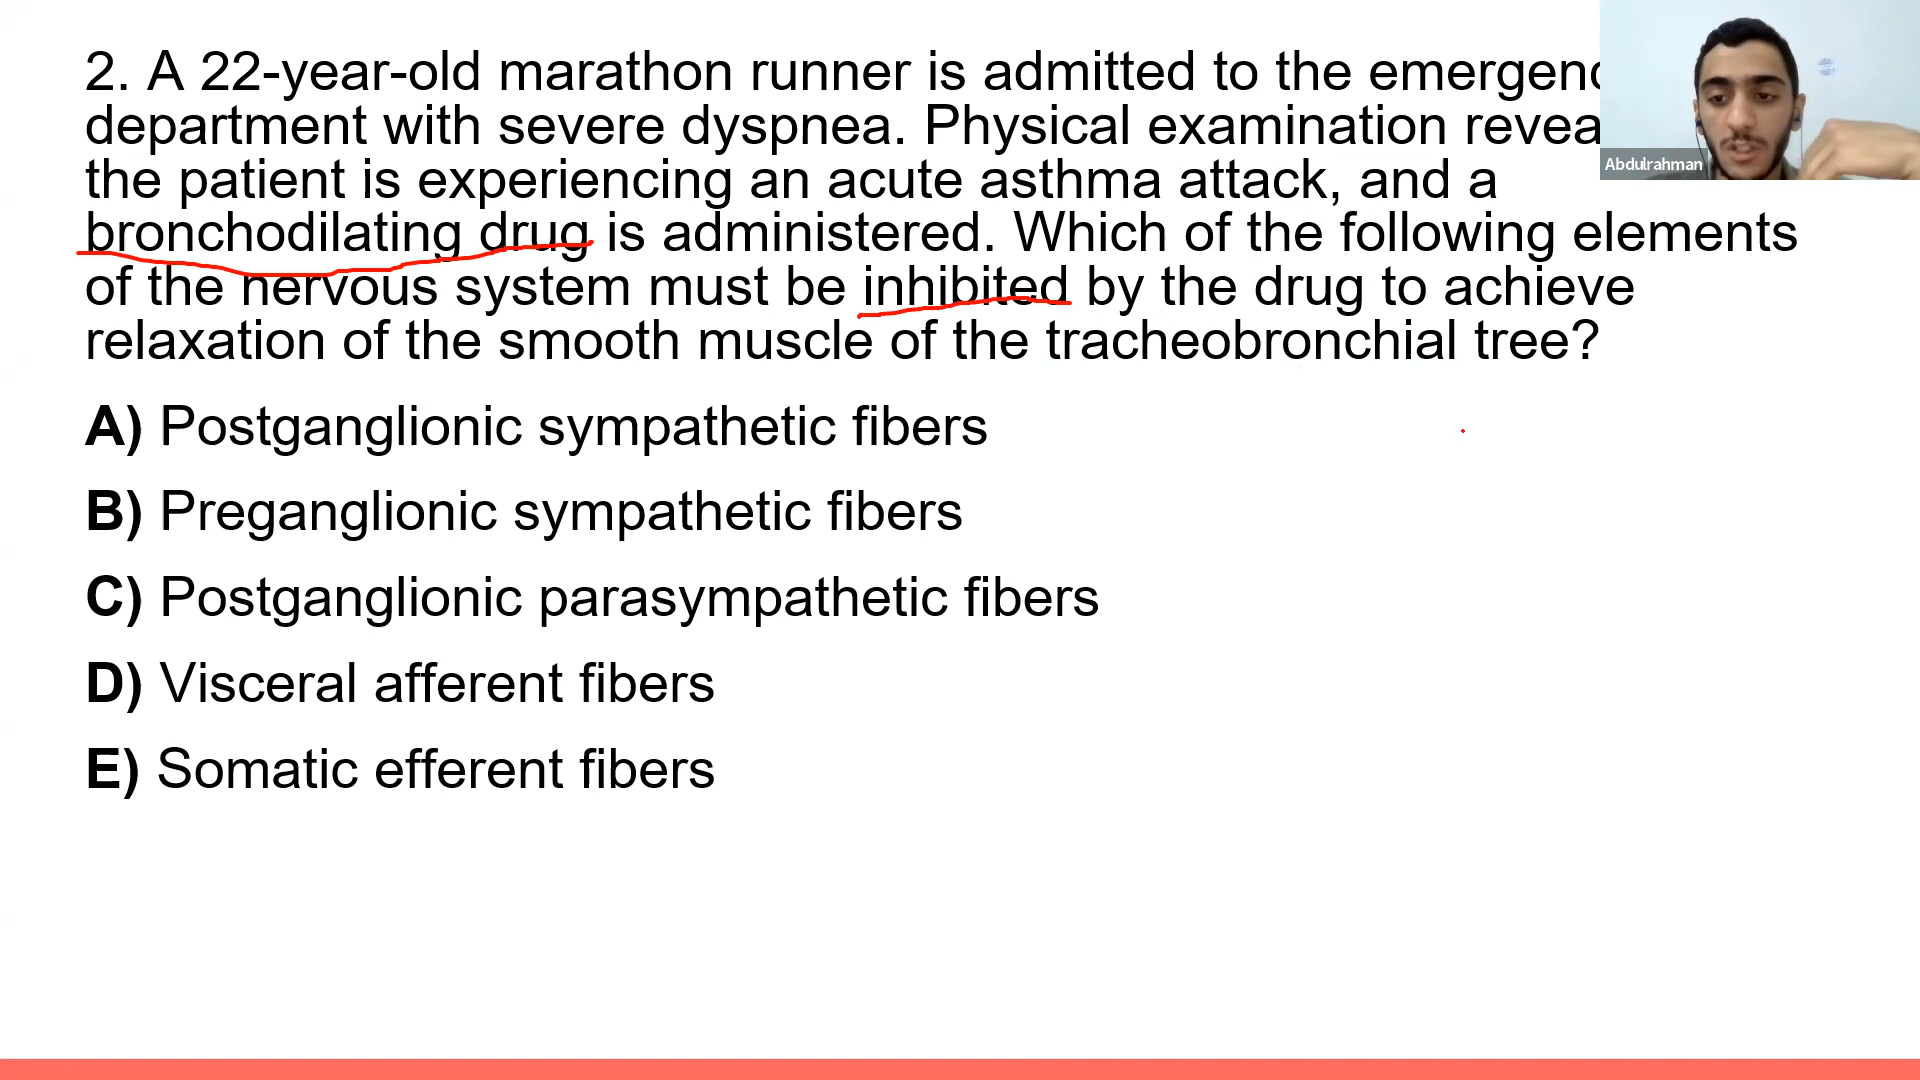 2. A 22-year-old marathon runner is admitted to the
department with severe dyspnea. Physical examination
the patient is experiencing an acute asthma attack, and a
bronchodilating drug is administered. Which of the following elements
of the nervous system must be inhibited by the drug to achieve
relaxation of the smooth muscle of the tracheobronchial tree?
A) Postganglionic sympathetic fibers
B) Preganglionic sympathetic fibers
C) Postganglionic parasympathetic fibers
D) Visceral afferent fibers
E) Somatic efferent fibers
Abdulrahman